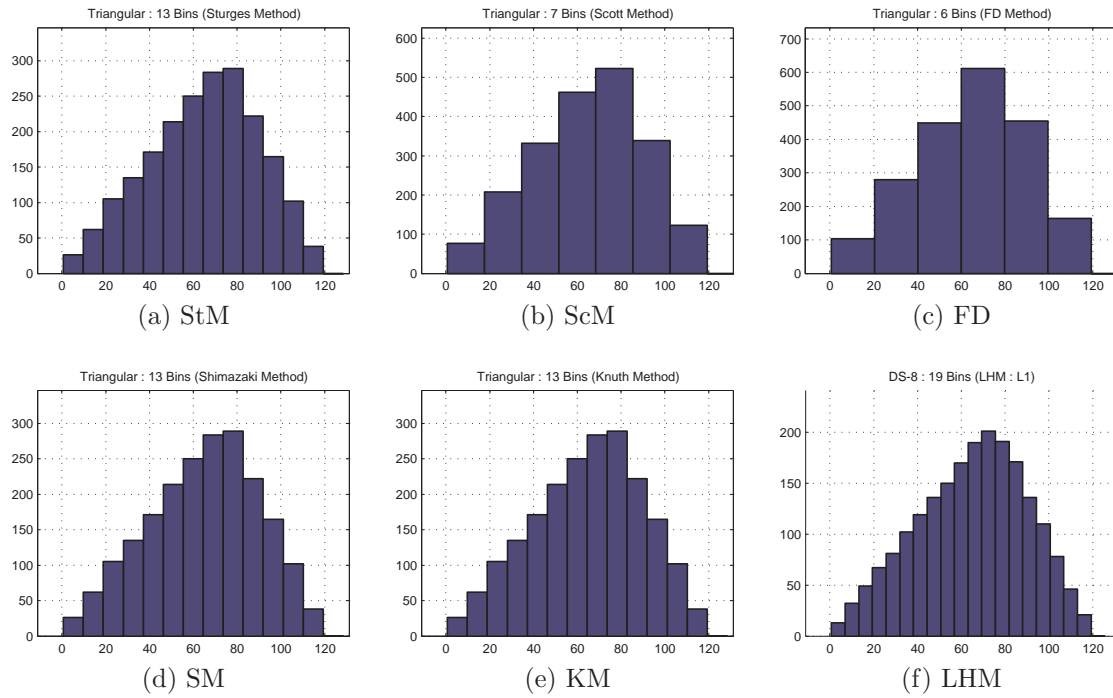 Triangular : 13 Bins (Sturges Method)
300
250
200
150
100
50
0
0 20 40 60 80 100 120
(a) StM
Triangular : 7 Bins (Scott Method)
600
500
400
300
200
100
0
0 20 40 60 80 100 120
(b) ScM
Triangular : 6 Bins (FD Method)
700
600
500
400
300
200
100
0
0 20 40 60 80 100 120
(c) FD
Triangular : 13 Bins (Shimazaki Method)
300
250
200
150
100
50
0
0 20 40 60 80 100 120
(d) SM
Triangular : 13 Bins (Knuth Method)
300
250
200
150
100
50
0
0 20 40 60 80 100 120
(e) KM
DS-8 : 19 Bins (LHM : L1)
200
150
100
50
0
0 20 40 60 80 100 120
(f) LHM